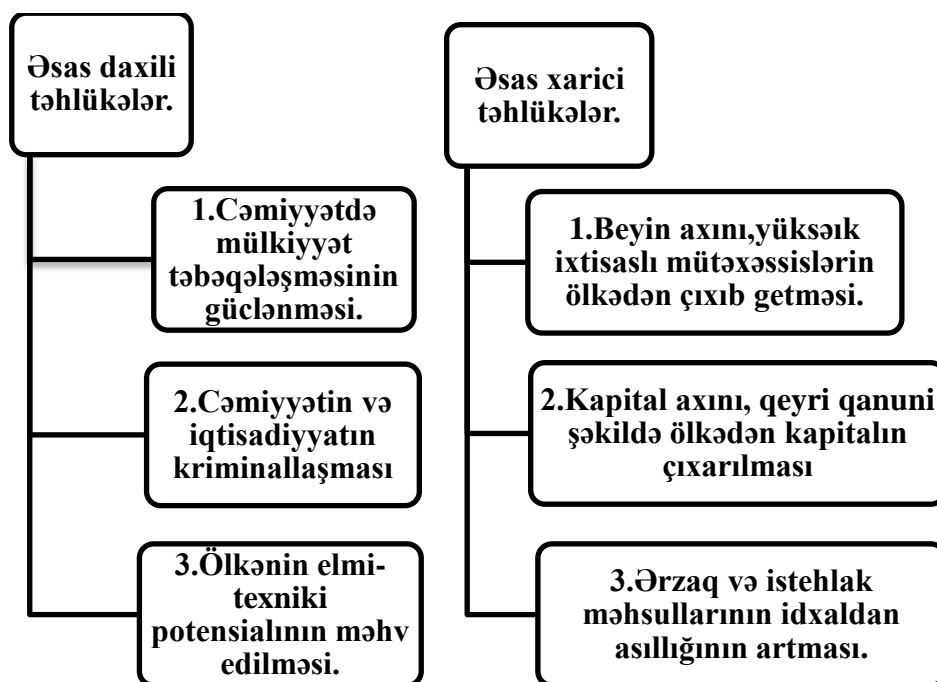 Əsas daxili
təhlükələr.
1.Cəmiyyətdə
mülkiyyət
təbəqələşməsinin
güclənməsi.
2.Cəmiyyətin və
iqtisadiyyatın
kriminallaşması
3.Ölkənin elmi-
texniki
potensialının məhv
edilməsi.
Əsas xarici
təhlükələr.
1.Beyin axını,yüksəık
ixtisaslı mütəxəssislərin
ölkədən çıxıb getməsi.
2.Kapital axını, qeyri qanuni
şəkildə ölkədən kapitalın
çıxarılması
3.Ərzaq və istehlak
məhsullarının idxaldan
asıllığının artması.